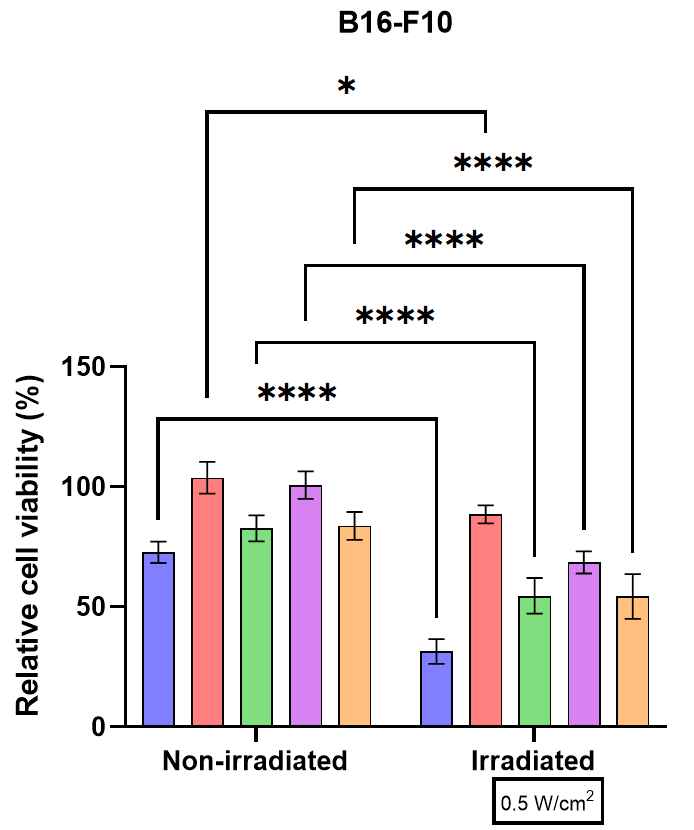 B16-F10
*
****
****
****
****
Relative cell viability (%)
150
100
50
0
Non-irradiated
Irradiated
0.5 W/cm²